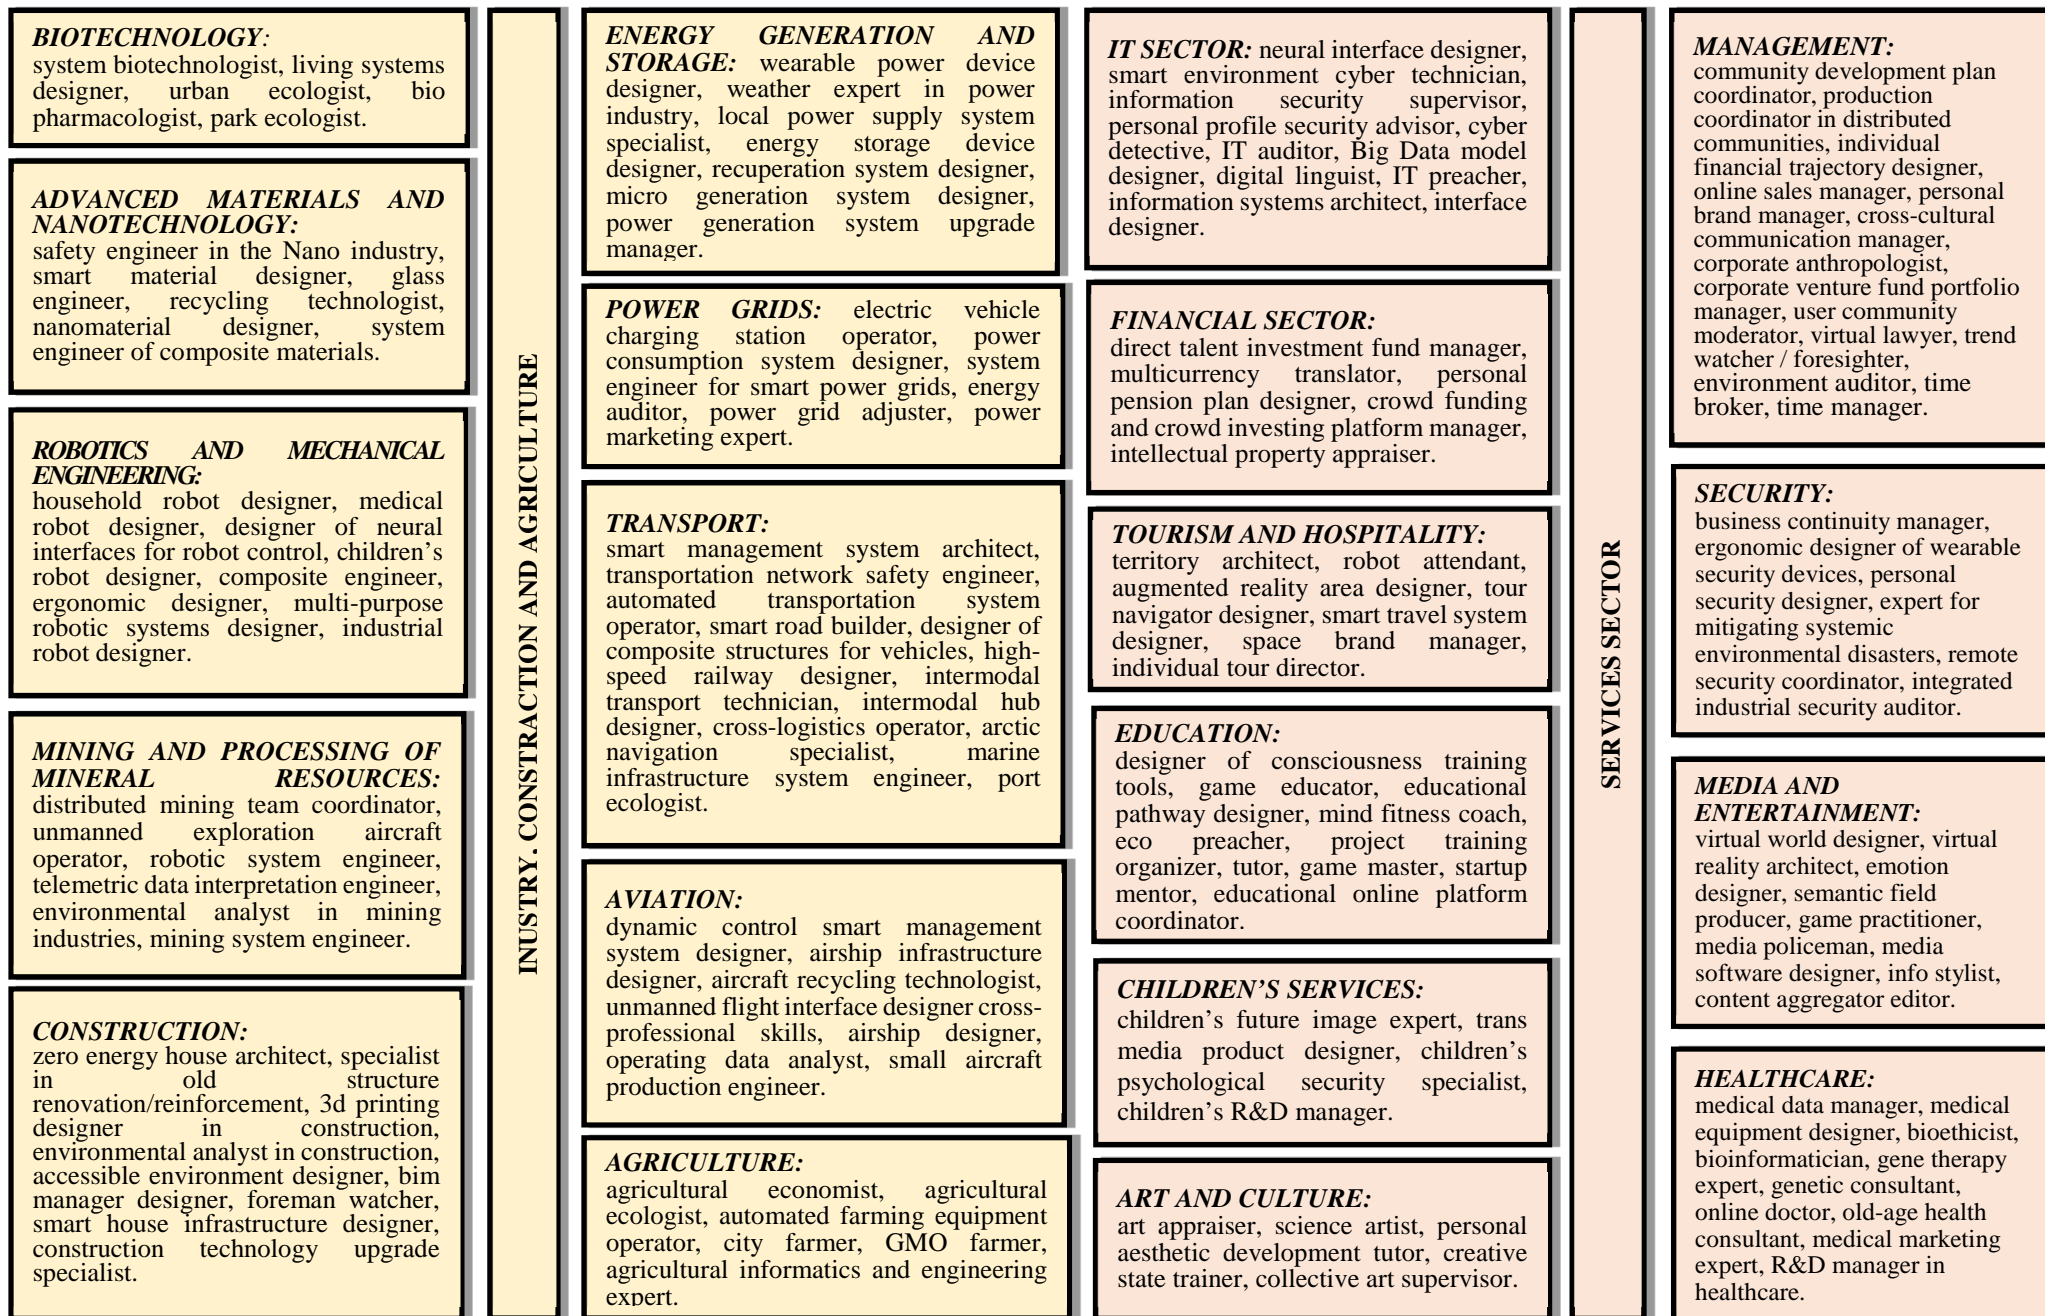 BIOTECHNOLOGY:
system biotechnologist, living systems
designer, urban ecologist, bio
pharmacologist, park ecologist.
ADVANCED MATERIALS AND
NANOTECHNOLOGY:
safety engineer in the Nano industry,
smart material designer, glass
engineer, recycling technologist,
nanomaterial designer, system
engineer of composite materials.
ROBOTICS AND MECHANICAL
ENGINEERING:
household robot designer, medical
robot designer, designer of neural
interfaces for robot control, children's
robot designer, composite engineer,
ergonomic designer, multi-purpose
robotic systems designer, industrial
robot designer.
MINING AND PROCESSING OF
MINERAL RESOURCES:
distributed mining team coordinator,
unmanned exploration aircraft
operator, robotic system engineer,
telemetric data interpretation engineer,
environmental analyst in mining
industries, mining system engineer.
CONSTRUCTION:
zero energy house architect, specialist
in old structure
renovation/reinforcement, 3d printing
designer in construction,
environmental analyst in construction,
accessible environment designer, bim
manager designer, foreman watcher,
smart house infrastructure designer,
construction technology upgrade
specialist.
INUSTRY. CONSTRACTION AND AGRICULTURE
ENERGY GENERATION AND
STORAGE: wearable power device
designer, weather expert in power
industry, local power supply system
specialist, energy storage device
designer, recuperation system designer,
micro generation system designer,
power generation system upgrade
manager.
POWER GRIDS: electric vehicle
charging station operator, power
consumption system designer, system
engineer for smart power grids, energy
auditor, power grid adjuster, power
marketing expert.
TRANSPORT:
smart management system architect,
transportation network safety engineer,
automated transportation system
operator, smart road builder, designer of
composite structures for vehicles, high-
speed railway designer, intermodal
transport technician, intermodal hub
designer, cross-logistics operator, arctic
navigation specialist, marine
infrastructure system engineer, port
ecologist.
AVIATION:
dynamic control smart management
system designer, airship infrastructure
designer, aircraft recycling technologist,
unmanned flight interface designer cross-
professional skills, airship designer,
operating data analyst, small aircraft
production engineer.
AGRICULTURE:
agricultural economist, agricultural
ecologist, automated farming equipment
operator, city farmer, GMO farmer,
agricultural informatics and engineering
expert.
IT SECTOR: neural interface designer,
smart environment cyber technician,
information security supervisor,
personal profile security advisor, cyber
detective, IT auditor, Big Data model
designer, digital linguist, IT preacher,
information systems architect, interface
designer.
FINANCIAL SECTOR:
direct talent investment fund manager,
multicurrency translator, personal
pension plan designer, crowd funding
and crowd investing platform manager,
intellectual property appraiser.
TOURISM AND HOSPITALITY:
territory architect, robot attendant,
augmented reality area designer, tour
navigator designer, smart travel system
designer, space brand manager,
individual tour director.
EDUCATION:
designer of consciousness training
tools, game educator, educational
pathway designer, mind fitness coach,
eco preacher, project training
organizer, tutor, game master, startup
mentor, educational online platform
coordinator.
CHILDREN'S SERVICES:
children's future image expert, trans
media product designer, children's
psychological security specialist,
children's R&D manager.
ART AND CULTURE:
art appraiser, science artist, personal
aesthetic development tutor, creative
state trainer, collective art supervisor.
SERVICES SECTOR
MANAGEMENT:
community development plan
coordinator, production
coordinator in distributed
communities, individual
financial trajectory designer,
online sales manager, personal
brand manager, cross-cultural
communication manager,
corporate anthropologist,
corporate venture fund portfolio
manager, user community
moderator, virtual lawyer, trend
watcher / foresighter,
environment auditor, time
broker, time manager.
SECURITY:
business continuity manager,
ergonomic designer of wearable
security devices, personal
security designer, expert for
mitigating systemic
environmental disasters, remote
security coordinator, integrated
industrial security auditor.
MEDIA AND
ENTERTAINMENT:
virtual world designer, virtual
reality architect, emotion
designer, semantic field
producer, game practitioner,
media policeman, media
software designer, info stylist,
content aggregator editor.
HEALTHCARE:
medical data manager, medical
equipment designer, bioethicist,
bioinformatician, gene therapy
expert, genetic consultant,
online doctor, old-age health
consultant, medical marketing
expert, R&D manager in
healthcare.